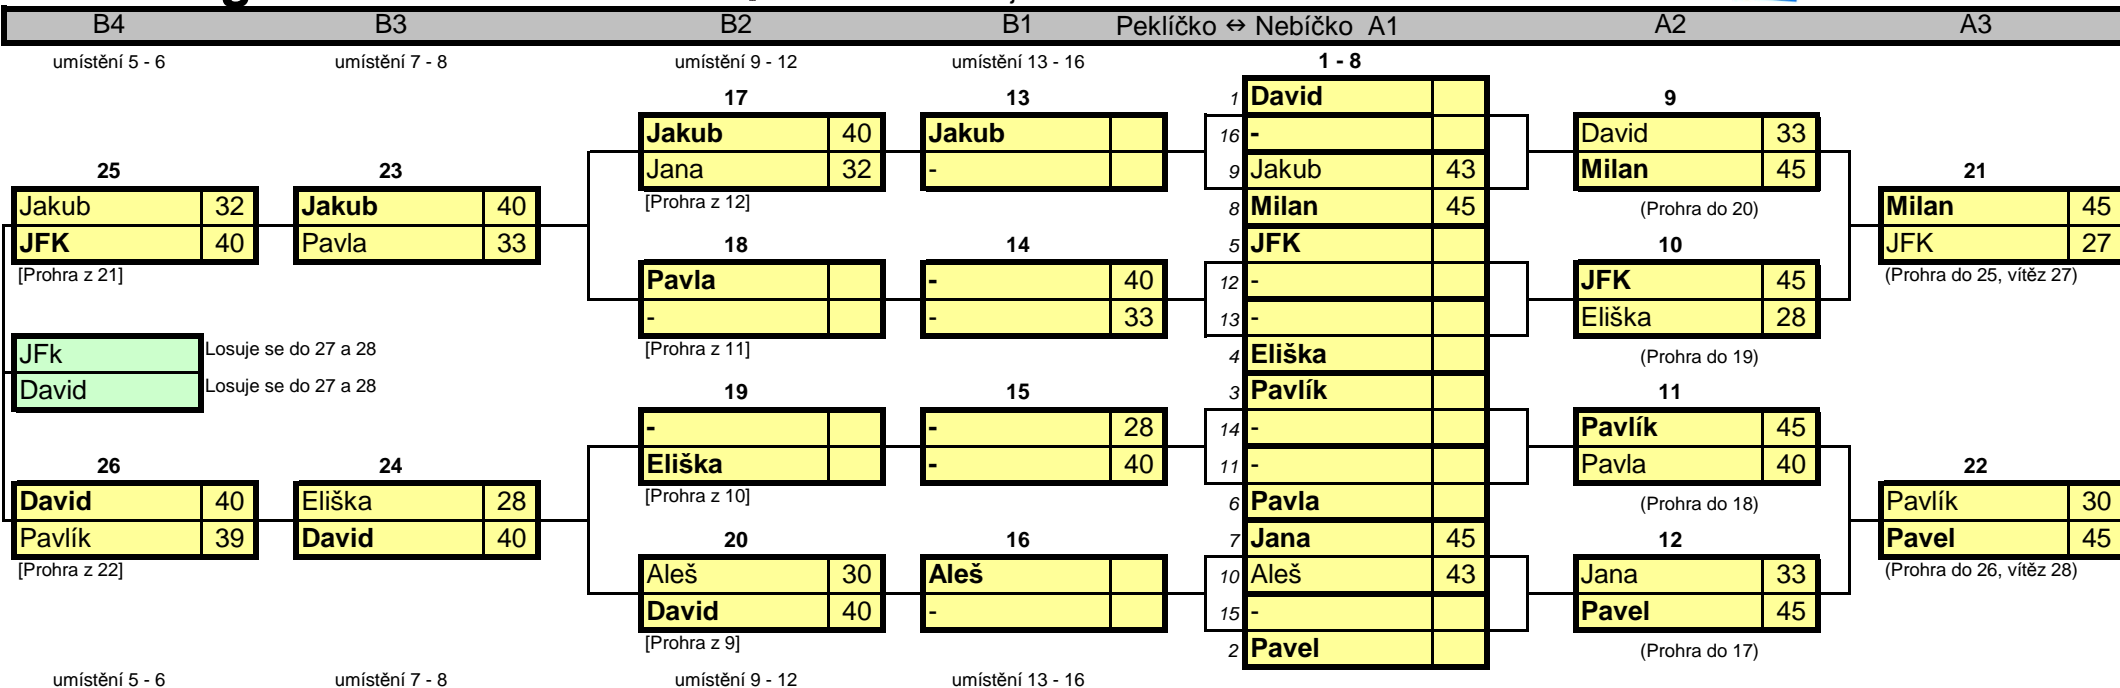 B4 B3 B2 B1 Peklíčko ↔ Nebíčko A1 A2 A3
umístění 5 - 6 umístění 7 - 8 umístění 9 - 12 umístění 13 - 16 1 - 8
17 13 1 David 9
Jakub 40 Jakub 16 - David 33
25 23 Jana 32 - 9 Jakub 43 Milan 45 21
Jakub 32 Jakub 40 [Prohra z 12] 8 Milan 45 (Prohra do 20) Milan 45
JFK 40 Pavla 33 18 14 5 JFK 10 JFK 27
[Prohra z 21] Pavla - 40 12 - JFK 45 (Prohra do 25, vítěz 27)
- - 33 13 - Eliška 28
JFk Losuje se do 27 a 28 [Prohra z 11] 4 Eliška (Prohra do 19)
David Losuje se do 27 a 28 19 15 3 Pavlík 11
- - 28 14 - Pavlík 45
26 24 Eliška - 40 11 - Pavla 40 22
David 40 Eliška 28 [Prohra z 10] 6 Pavla (Prohra do 18) Pavlík 30
Pavlík 39 David 40 20 16 7 Jana 45 12 Pavel 45
[Prohra z 22] Aleš 30 Aleš 10 Aleš 43 Jana 33 (Prohra do 26, vítěz 28)
David 40 - 15 - Pavel 45
[Prohra z 9] 2 Pavel (Prohra do 17)
umístění 5 - 6 umístění 7 - 8 umístění 9 - 12 umístění 13 - 16